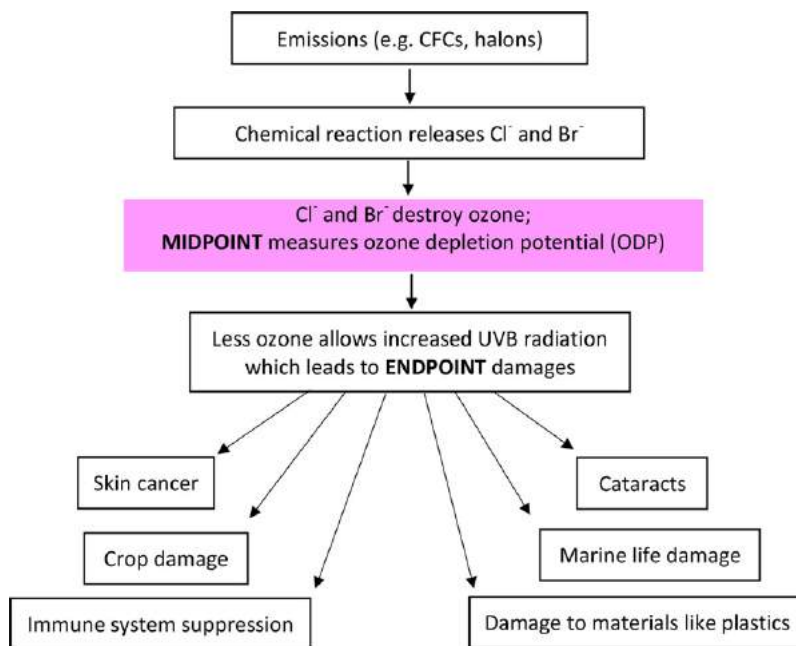 Emissions (e.g. CFCs, halons)
Chemical reaction releases Cl⁻ and Br⁻
Cl⁻ and Br⁻ destroy ozone;
MIDPOINT measures ozone depletion potential (ODP)
Less ozone allows increased UVB radiation
which leads to ENDPOINT damages
Skin cancer
Cataracts
Crop damage
Marine life damage
Immune system suppression
Damage to materials like plastics